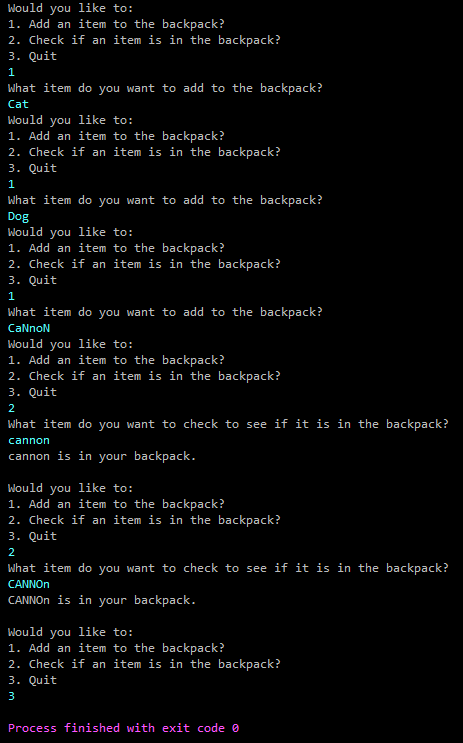 Would you like to:
1. Add an item to the backpack?
2. Check if an item is in the backpack?
3. Quit
1
What item do you want to add to the backpack?
Cat
Would you like to:
1. Add an item to the backpack?
2. Check if an item is in the backpack?
3. Quit
1
What item do you want to add to the backpack?
Dog
Would you like to:
1. Add an item to the backpack?
2. Check if an item is in the backpack?
3. Quit
1
What item do you want to add to the backpack?
CaNnoN
Would you like to:
1. Add an item to the backpack?
2. Check if an item is in the backpack?
3. Quit
2
What item do you want to check to see if it is in the backpack?
cannon
cannon is in your backpack.
Would you like to:
1. Add an item to the backpack?
2. Check if an item is in the backpack?
3. Quit
2
What item do you want to check to see if it is in the backpack?
CANNOn
CANNOn is in your backpack.
Would you like to:
1. Add an item to the backpack?
2. Check if an item is in the backpack?
3. Quit
3
Process finished with exit code 0